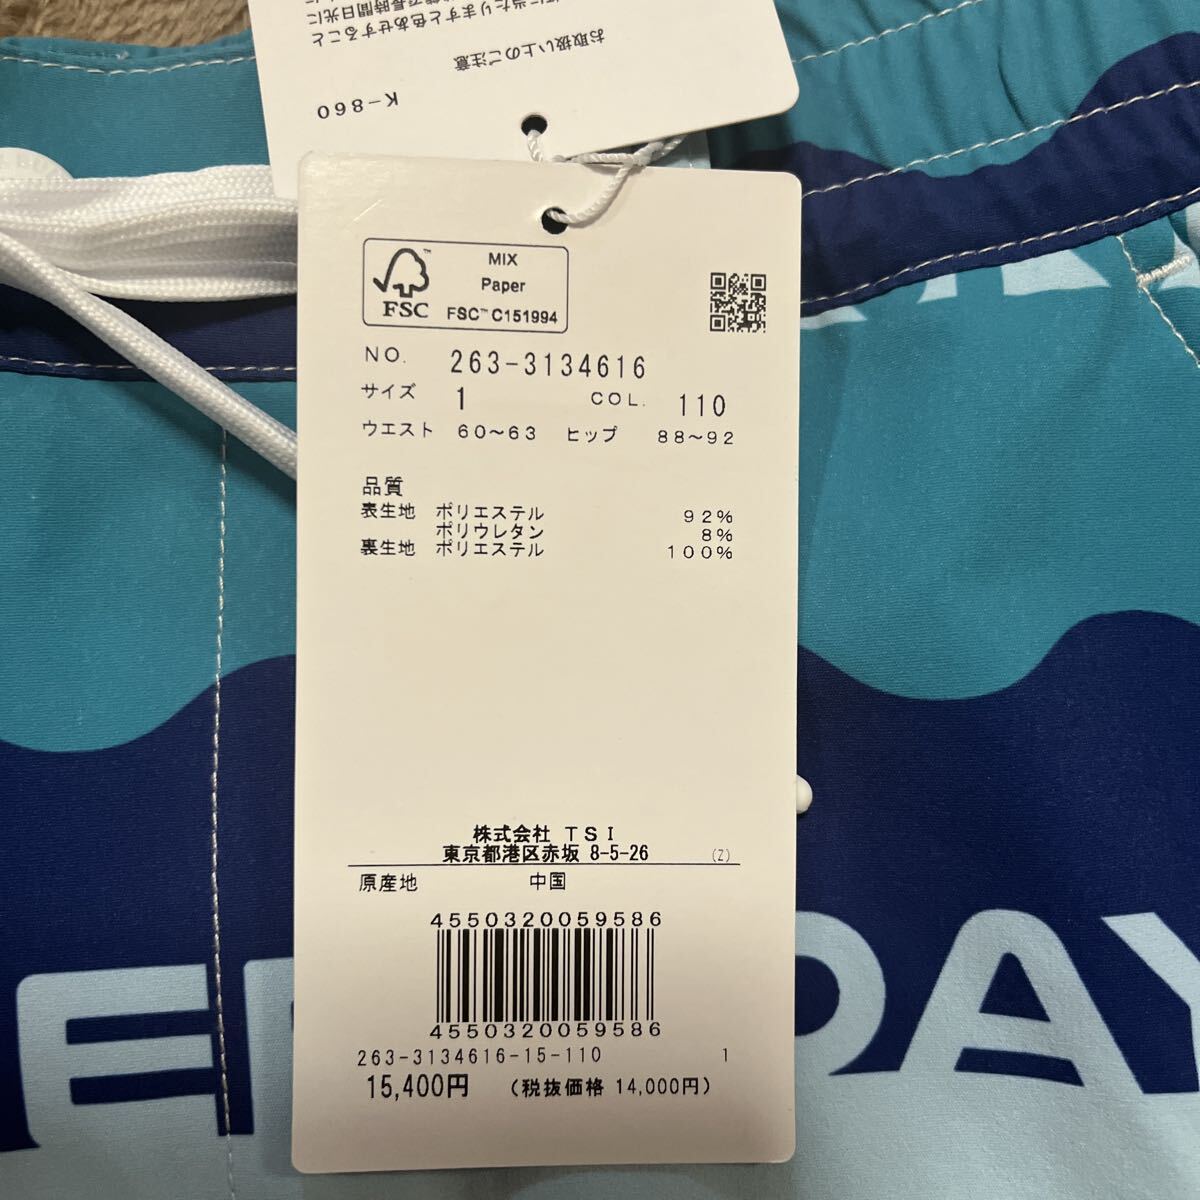 K-860
お取扱い上のご注意
MIX
Paper
FSC™ C151994
FSC
NO. 263-3134616
サイズ 1 COL. 110
ウエスト 60～63 ヒップ 88～92
品質
表生地 ポリエステル 92%
ポリウレタン 8%
裏生地 ポリエステル 100%
株式会社 TSI
東京都港区赤坂 8-5-26 (Z)
原産地 中国
4550320059586
4550320059586
263-3134616-15-110 1
15,400円 (税抜価格 14,000円)